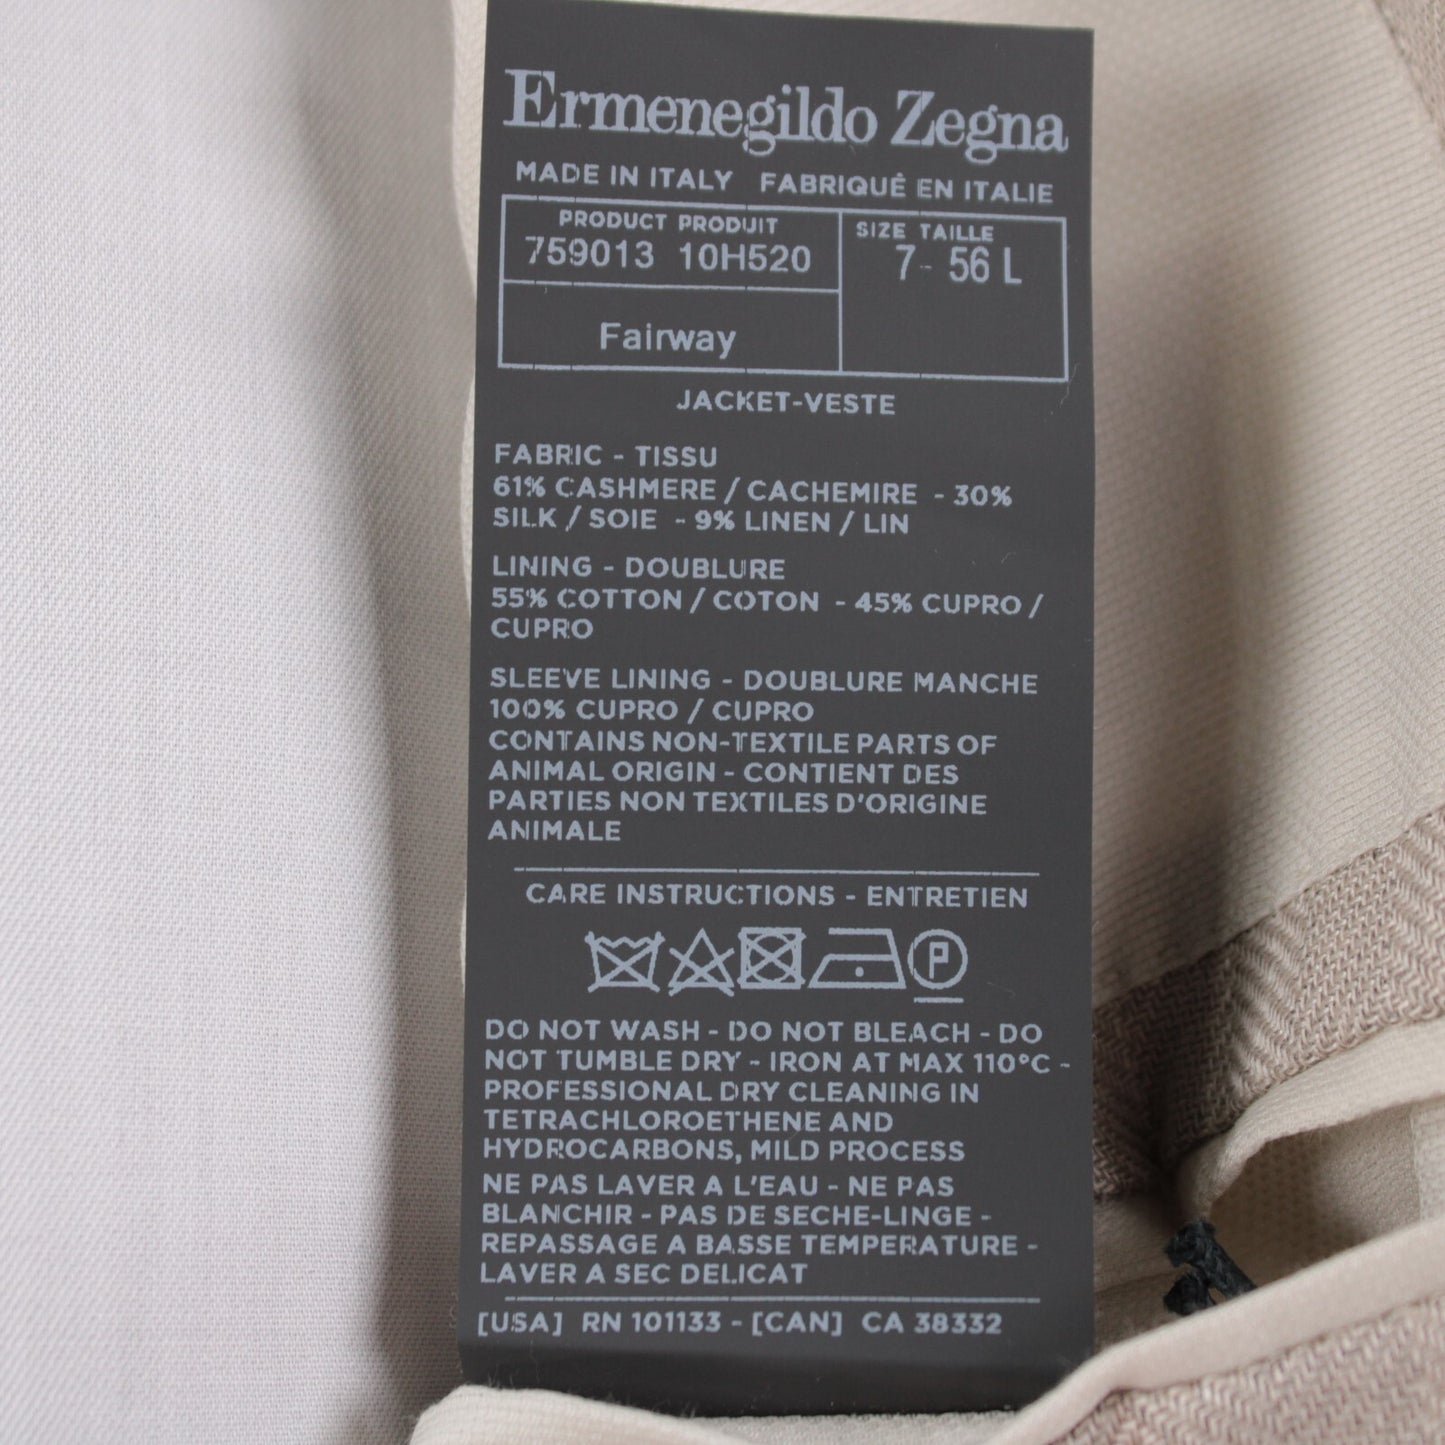 Ermenegildo Zegna
MADE IN ITALY FABRIQUÉ EN ITALIE
PRODUCT PRODUIT
759013 10H520
SIZE TAILLE
7- 56 L
Fairway
JACKET-VESTE
FABRIC - TISSU
61% CASHMERE / CACHEMIRE - 30%
SILK / SOIE - 9% LINEN / LIN
LINING - DOUBLURE
55% COTTON / COTON - 45% CUPRO /
CUPRO
SLEEVE LINING - DOUBLURE MANCHE
100% CUPRO / CUPRO
CONTAINS NON-TEXTILE PARTS OF
ANIMAL ORIGIN - CONTIENT DES
PARTIES NON TEXTILES D'ORIGINE
ANIMALE
CARE INSTRUCTIONS - ENTRETIEN
P
DO NOT WASH - DO NOT BLEACH - DO
NOT TUMBLE DRY - IRON AT MAX 110°C -
PROFESSIONAL DRY CLEANING IN
TETRACHLOROETHENE AND
HYDROCARBONS, MILD PROCESS
NE PAS LAVER A L'EAU - NE PAS
BLANCHIR - PAS DE SECHE-LINGE -
REPASSAGE A BASSE TEMPERATURE -
LAVER A SEC DELICAT
[USA] RN 101133 - [CAN] CA 38332